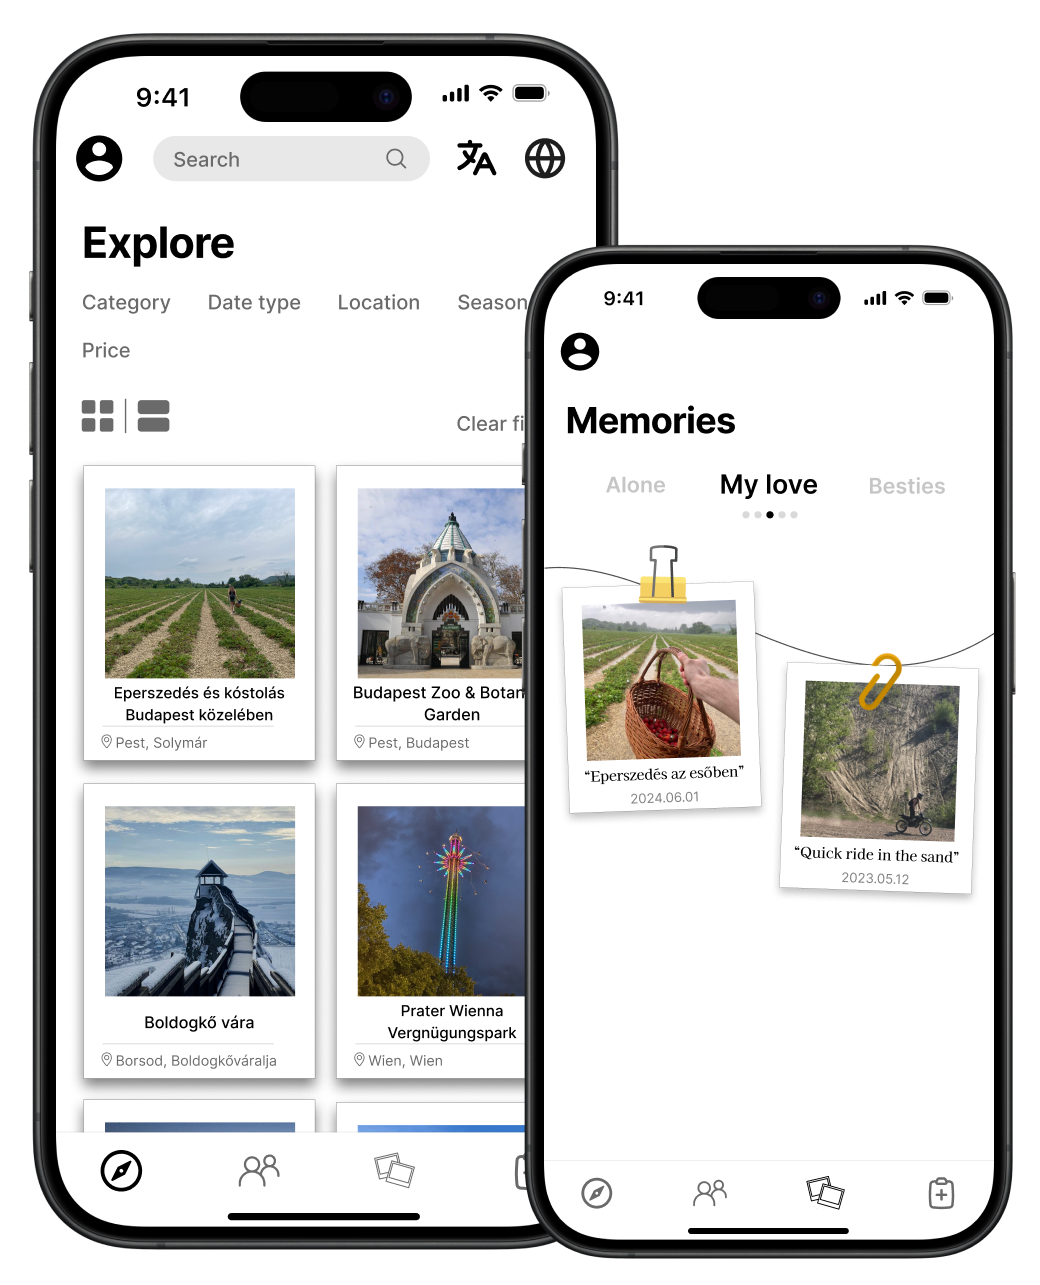 9:41
Search
Explore
Category Date type Location Season
Price
Clear fi
Eperszedés és kóstolás
Budapest közelében
Pest, Solymár
Budapest Zoo & Botan
Garden
Pest, Budapest
Boldogkő vára
Borsod, Boldogkőváralja
Prater Wienna
Vergnügungspark
Wien, Wien
9:41
Memories
Alone My love Besties
“Eperszedés az esőben”
2024.06.01
“Quick ride in the sand”
2023.05.12